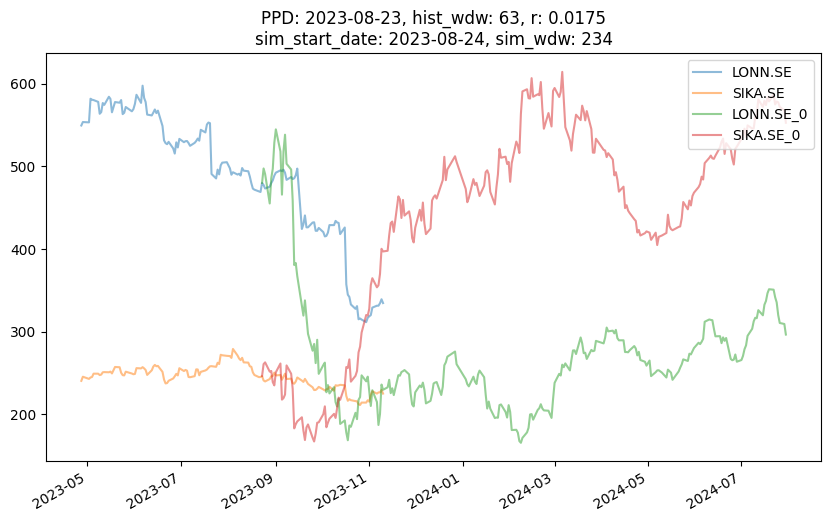 PPD: 2023-08-23, hist_wdw: 63, r: 0.0175
sim_start_date: 2023-08-24, sim_wdw: 234
LONN.SE
SIKA.SE
LONN.SE_0
SIKA.SE_0
600
500
400
300
200
2023-05
2023-07
2023-09
2023-11
2024-01
2024-03
2024-05
2024-07